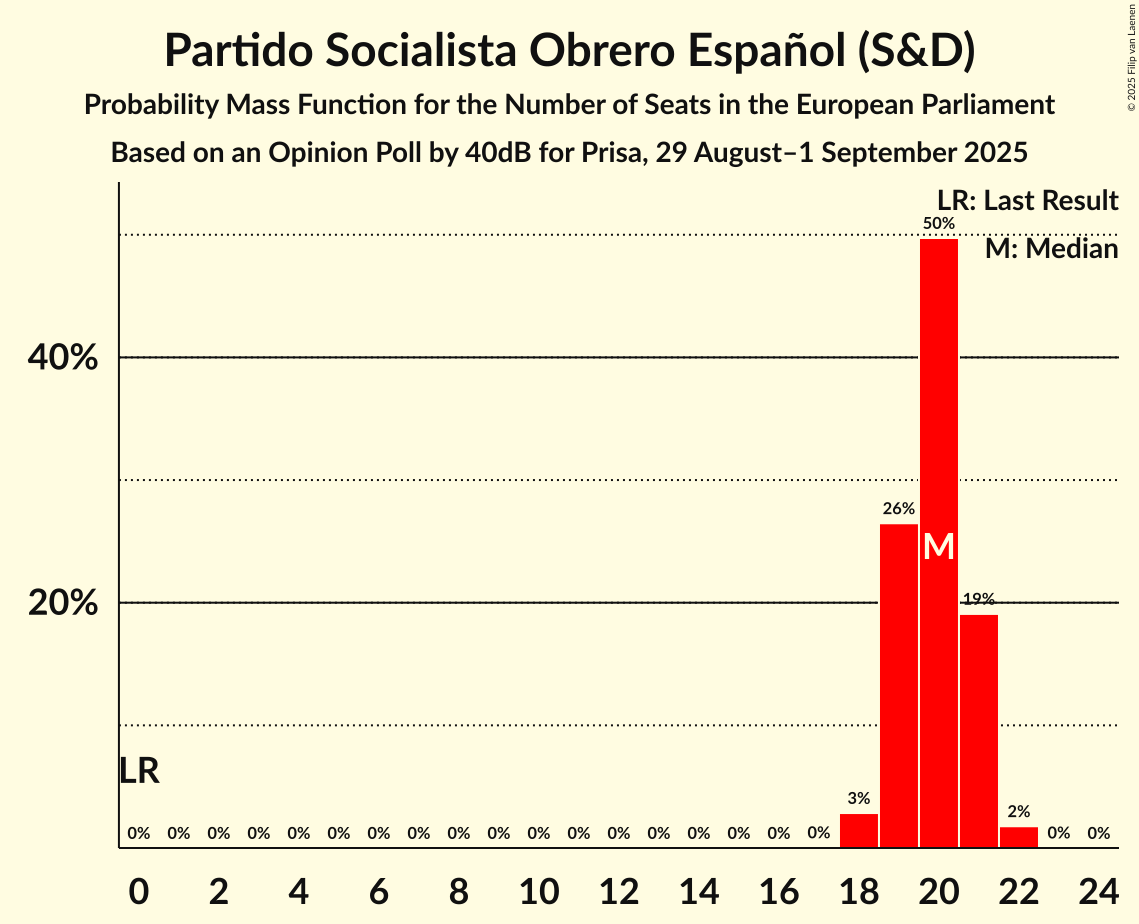 Partido Socialista Obrero Español (S&D)
Probability Mass Function for the Number of Seats in the European Parliament
Based on an Opinion Poll by 40dB for Prisa, 29 August–1 September 2025
© 2025 Filip van Laenen
LR: Last Result
M: Median
50%
40%
26%
M
20%
19%
LR
3%
2%
0% 0% 0% 0% 0% 0% 0% 0% 0% 0% 0% 0% 0% 0% 0% 0% 0% 0% 0% 0%
0 2 4 6 8 10 12 14 16 18 20 22 24